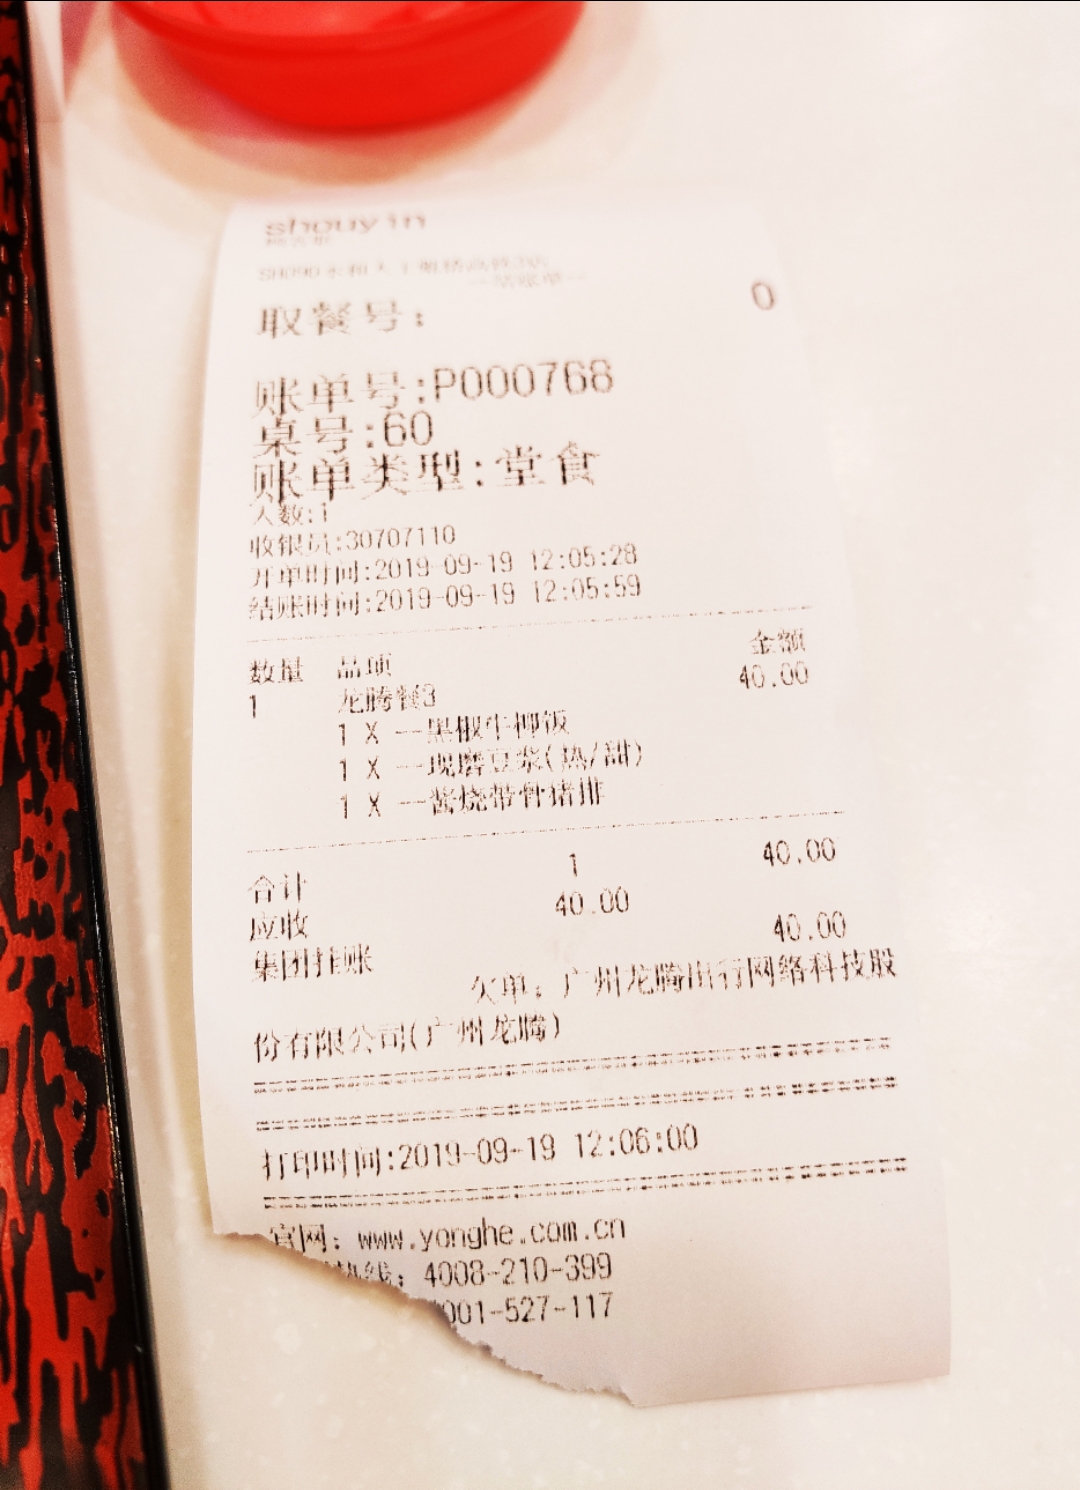 shouyin
取餐号： 0
账单号:P000768
桌号:60
账单类型:堂食
人数:1
收银员:30707110
开单时间:2019-09-19 12:05:28
结账时间:2019-09-19 12:05:59
数量 品项 金额
1 龙腾餐3 40.00
1 X --黑椒牛柳饭
1 X --现磨豆浆(热/甜)
1 X --酱烧带骨猪排
合计 1 40.00
应收 40.00
集团挂账 40.00
欠单：广州龙腾出行网络科技股
份有限公司(广州龙腾)
打印时间:2019-09-19 12:06:00
官网：www.yonghe.com.cn
热线：4008-210-399
001-527-117